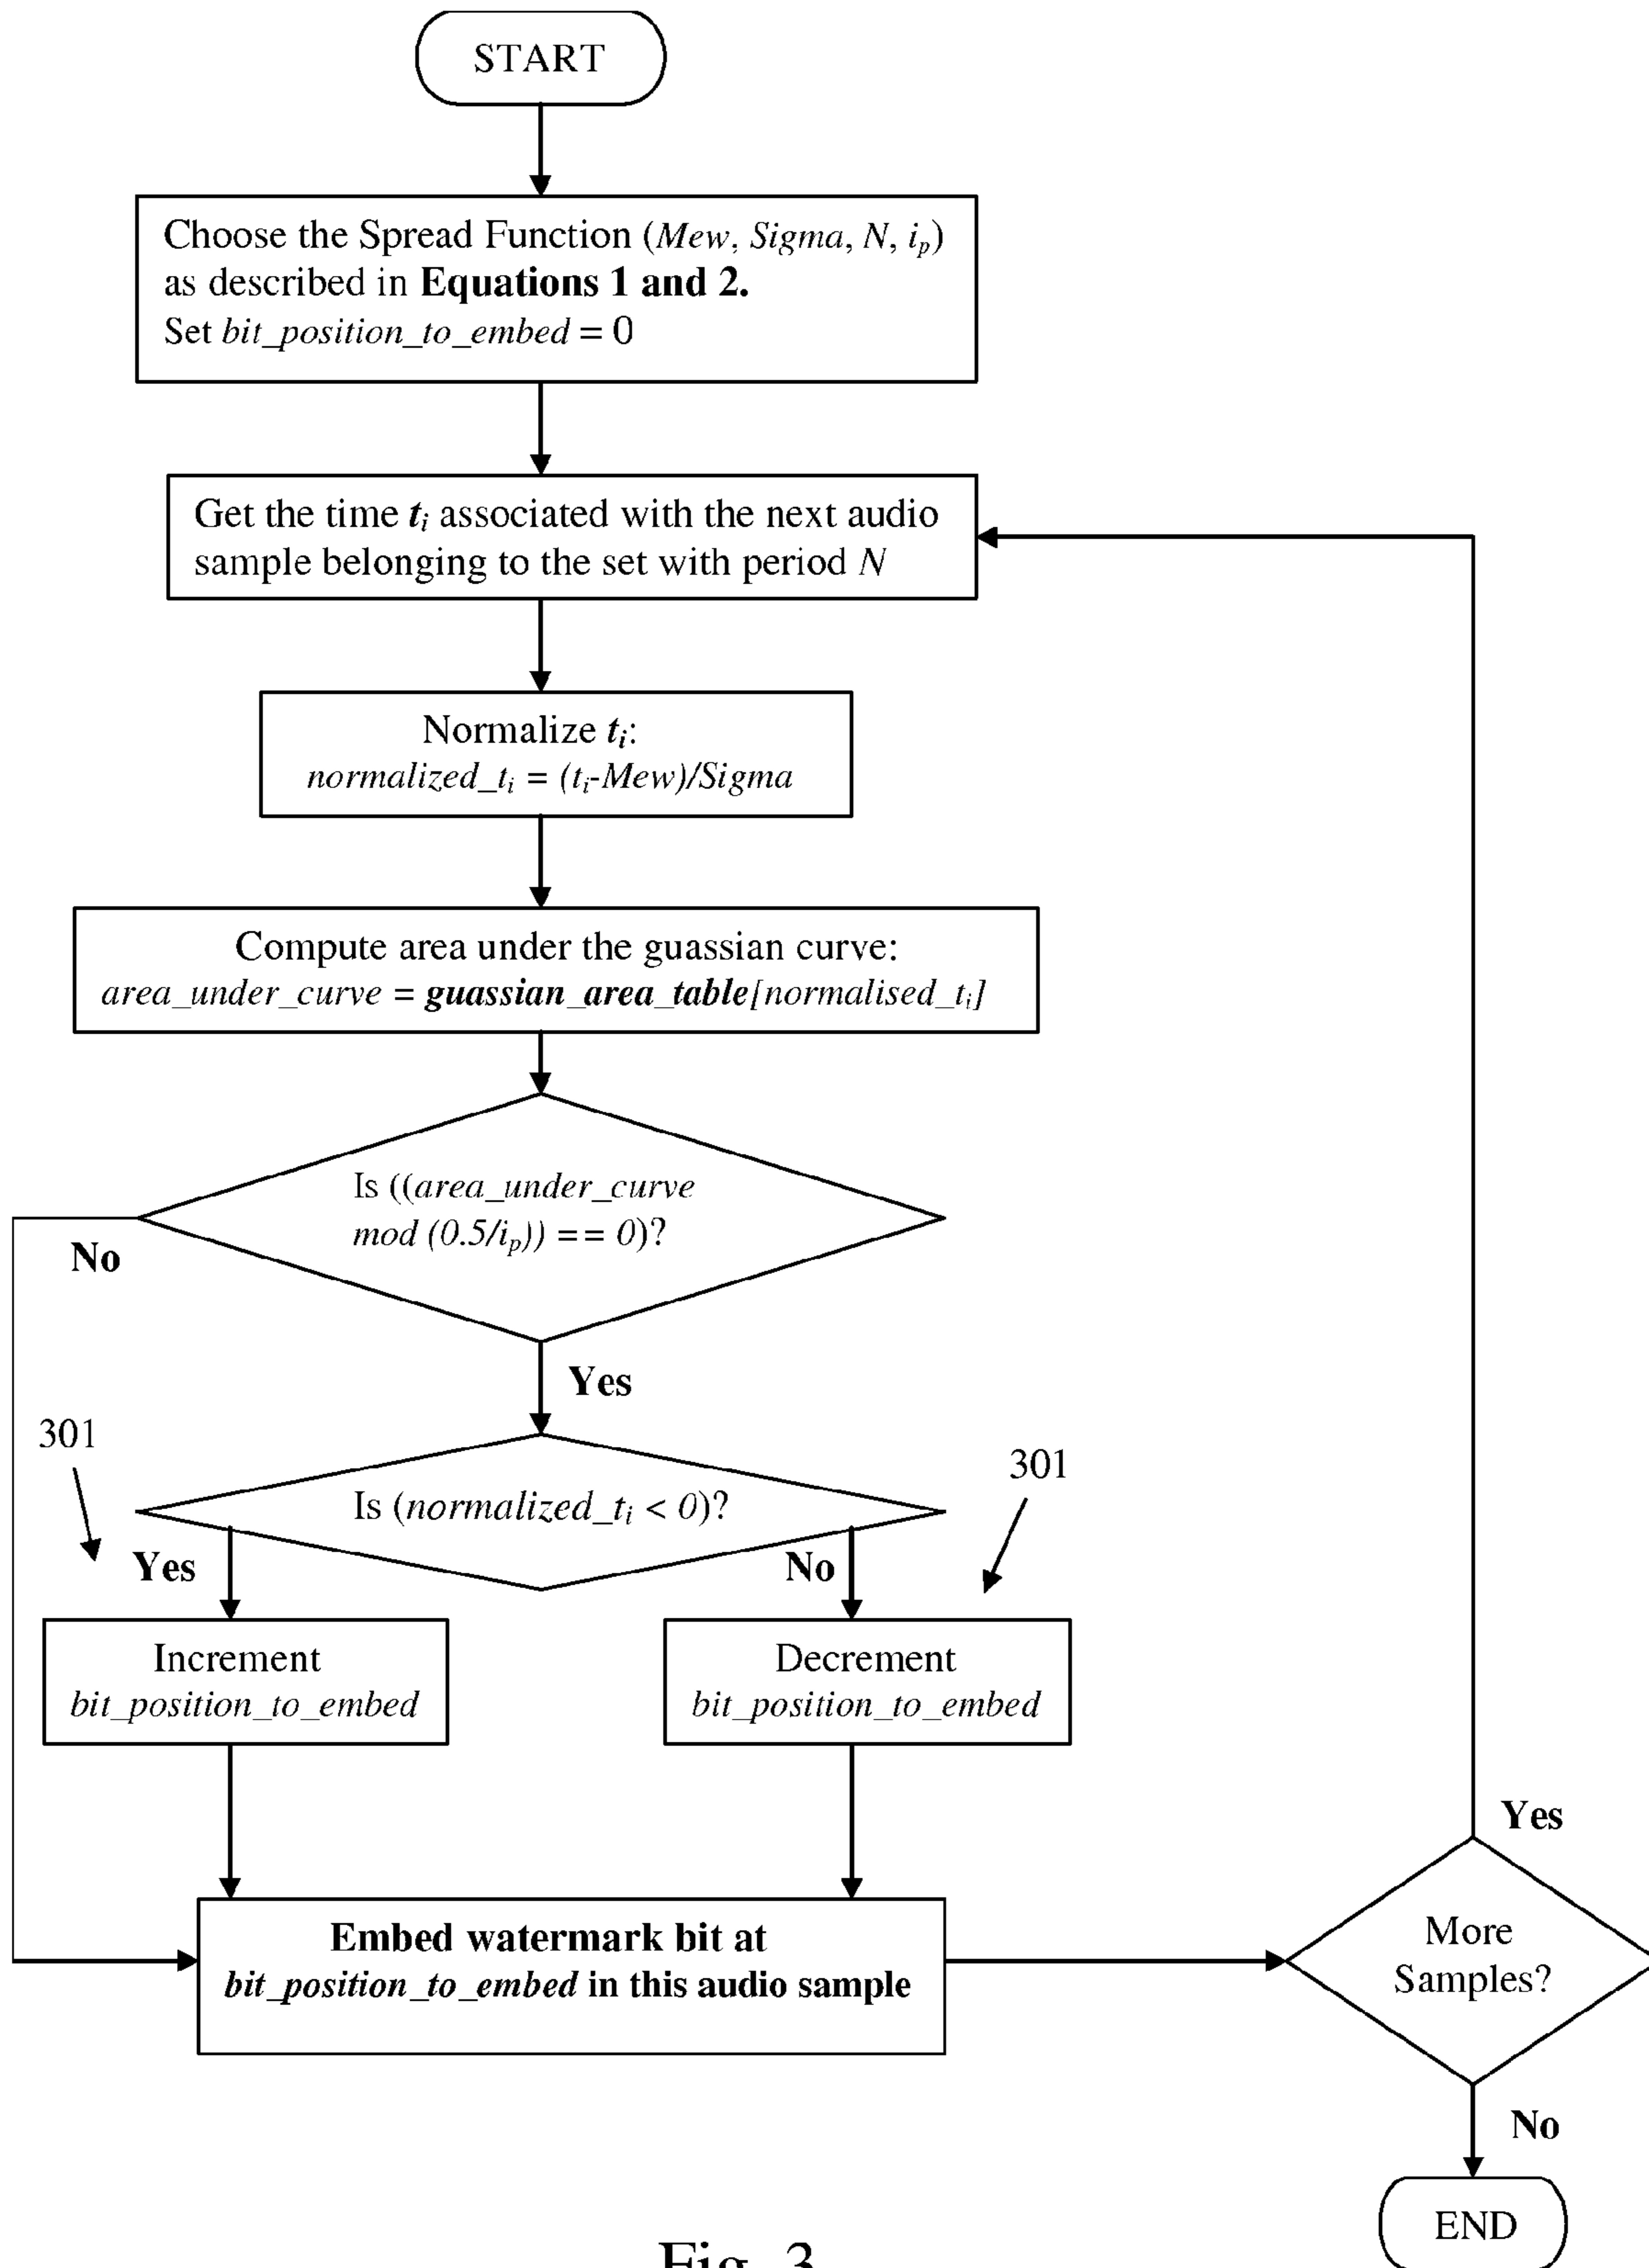 START
Choose the Spread Function (Mew, Sigma, N, iₚ)
as described in Equations 1 and 2.
Set bit_position_to_embed = 0
Get the time tᵢ associated with the next audio
sample belonging to the set with period N
Normalize tᵢ:
normalized_tᵢ = (tᵢ-Mew)/Sigma
Compute area under the guassian curve:
area_under_curve = guassian_area_table[normalised_tᵢ]
Is ((area_under_curve
mod (0.5/iₚ)) == 0)?
No
Yes
301
301
Is (normalized_tᵢ < 0)?
Yes
No
Increment
bit_position_to_embed
Decrement
bit_position_to_embed
Yes
Embed watermark bit at
bit_position_to_embed in this audio sample
More
Samples?
No
END
Fig. 3